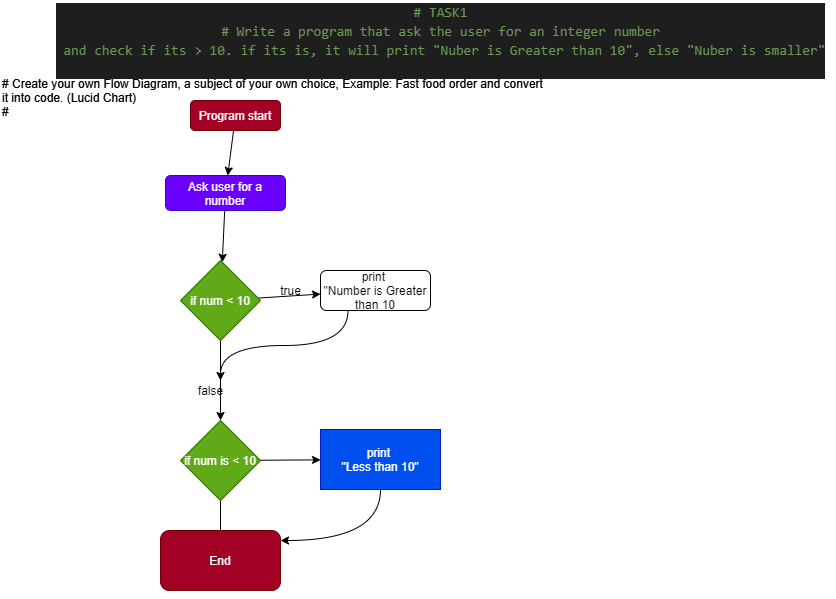 # TASK1
# Write a program that ask the user for an integer number
and check if its > 10. if its is, it will print "Nuber is Greater than 10", else "Nuber is smaller"
# Create your own Flow Diagram, a subject of your own choice, Example: Fast food order and convert
it into code. (Lucid Chart)
#
Program start
Ask user for a
number
if num < 10
true
print
"Number is Greater
than 10
false
if num is < 10
print
"Less than 10"
End